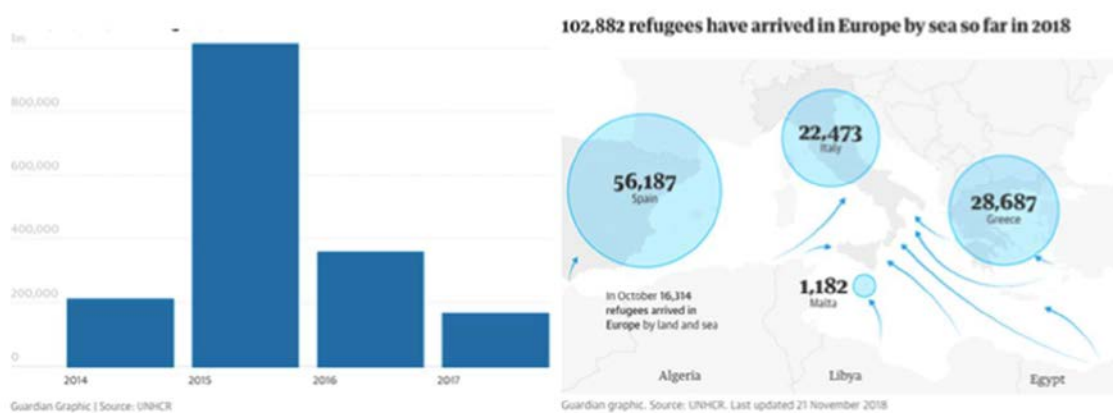 1m
800,000
600,000
400,000
200,000
0
2014 2015 2016 2017
Guardian Graphic | Source: UNHCR
102,882 refugees have arrived in Europe by sea so far in 2018
22,473
Italy
56,187
Spain
28,687
Greece
1,182
Malta
In October 16,314
refugees arrived in
Europe by land and sea
Algeria Libya Egypt
Guardian graphic. Source: UNHCR. Last updated 21 November 2018